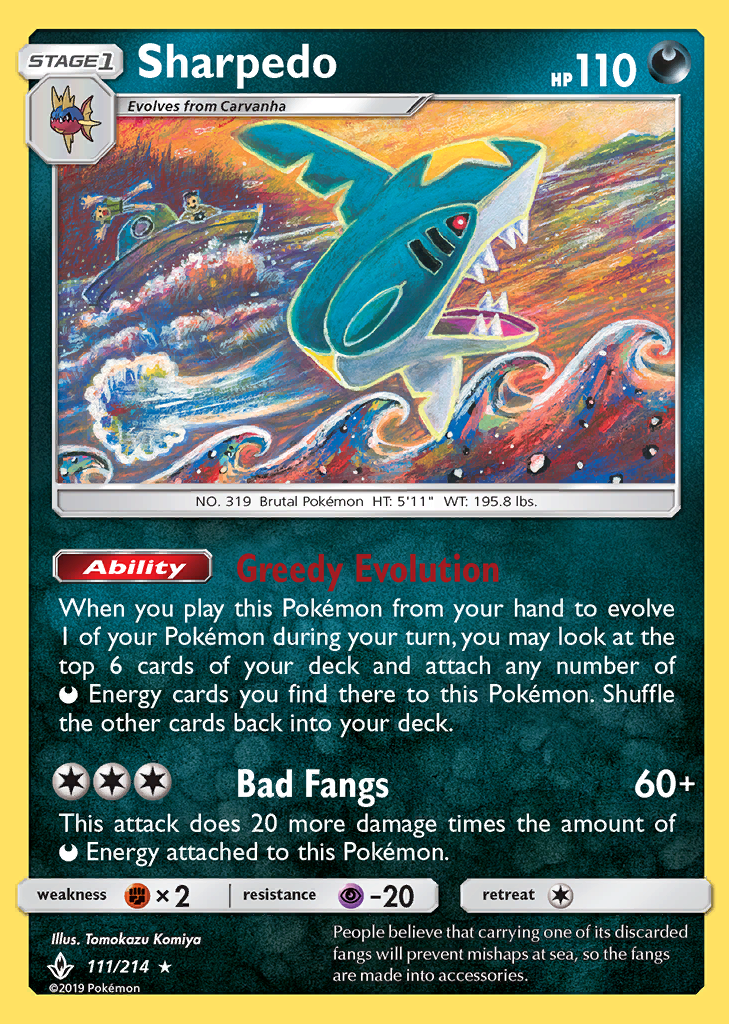 STAGE1
Sharpedo
HP110
Evolves from Carvanha
NO. 319 Brutal Pokémon HT: 5'11" WT: 195.8 lbs.
Ability
Greedy Evolution
When you play this Pokémon from your hand to evolve
1 of your Pokémon during your turn, you may look at the
top 6 cards of your deck and attach any number of
Energy cards you find there to this Pokémon. Shuffle
the other cards back into your deck.
Bad Fangs 60+
This attack does 20 more damage times the amount of
Energy attached to this Pokémon.
weakness ×2 resistance -20 retreat
Illus. Tomokazu Komiya
111/214 ★
©2019 Pokémon
People believe that carrying one of its discarded
fangs will prevent mishaps at sea, so the fangs
are made into accessories.